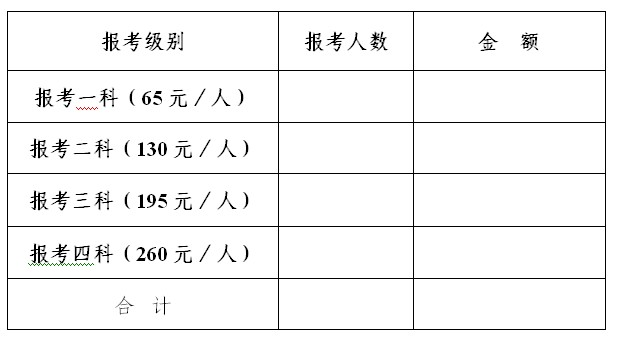 报考级别 报考人数 金 额
报考一科（65元／人）
报考二科（130元／人）
报考三科（195元／人）
报考四科（260元／人）
合 计